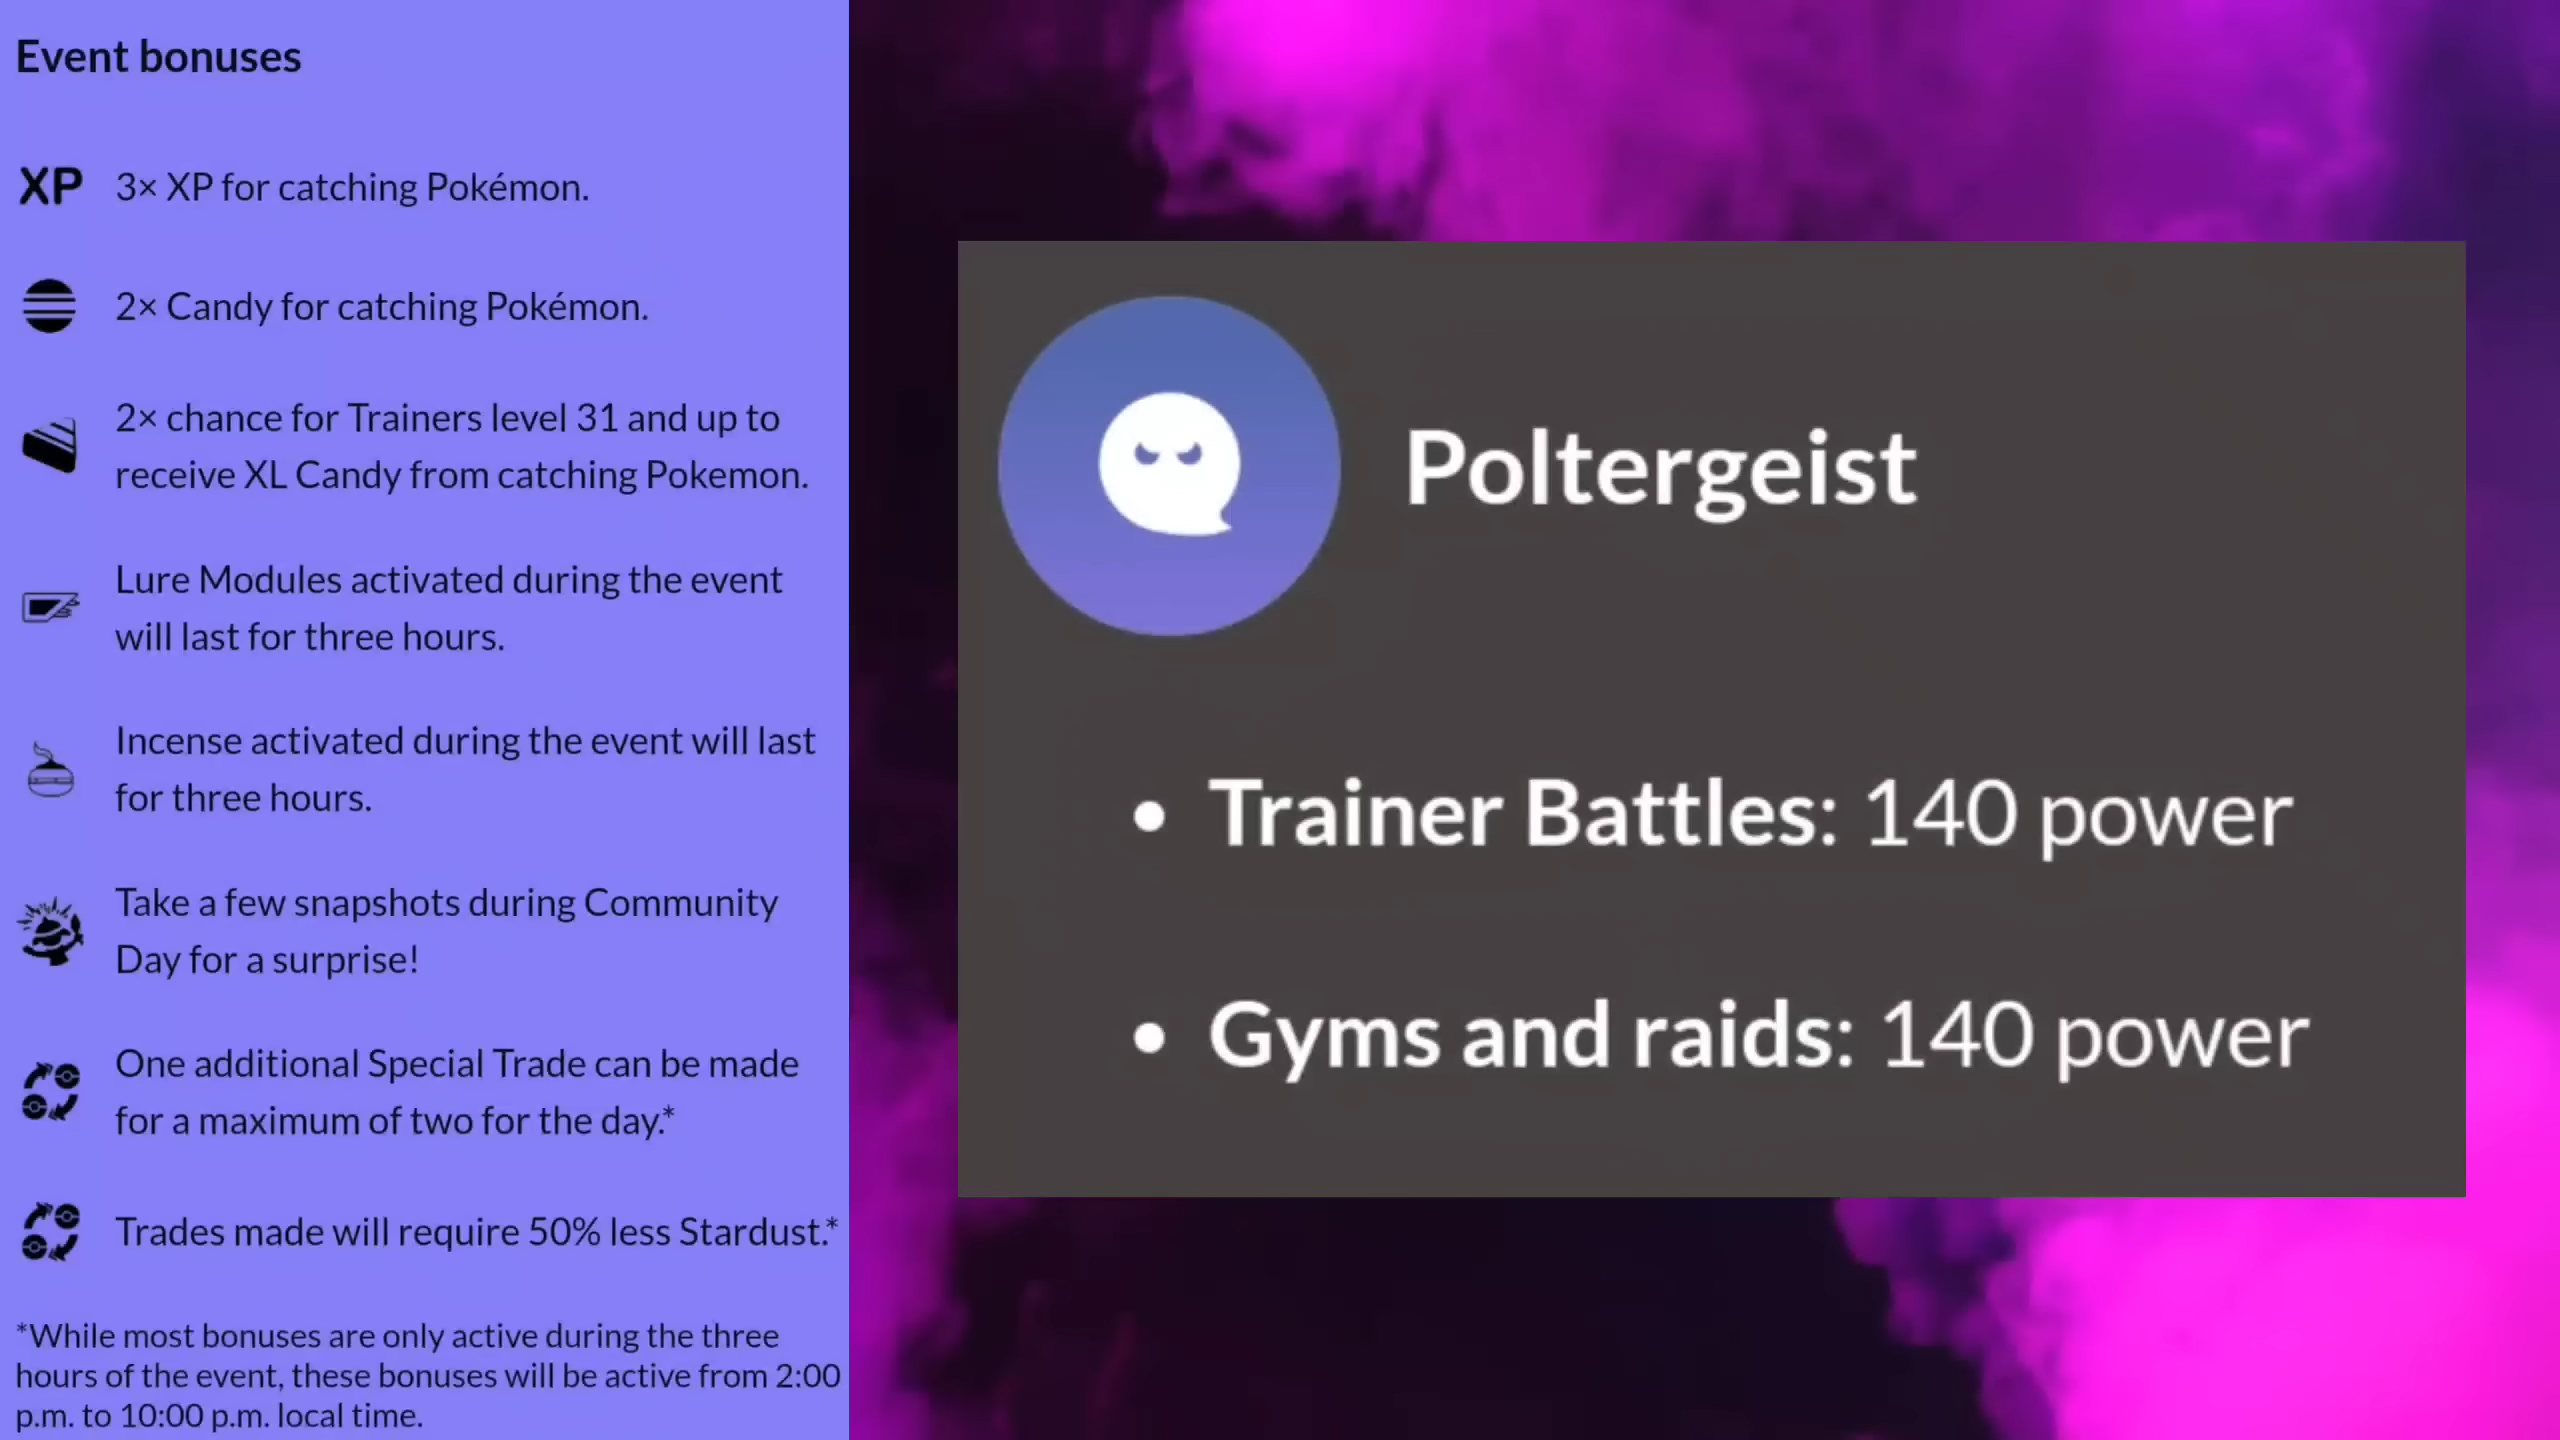 Event bonuses
XP
3× XP for catching Pokémon.
2× Candy for catching Pokémon.
2× chance for Trainers level 31 and up to
receive XL Candy from catching Pokemon.
Lure Modules activated during the event
will last for three hours.
Incense activated during the event will last
for three hours.
Take a few snapshots during Community
Day for a surprise!
One additional Special Trade can be made
for a maximum of two for the day.*
Trades made will require 50% less Stardust.*
*While most bonuses are only active during the three
hours of the event, these bonuses will be active from 2:00
p.m. to 10:00 p.m. local time.
Poltergeist
• Trainer Battles: 140 power
• Gyms and raids: 140 power